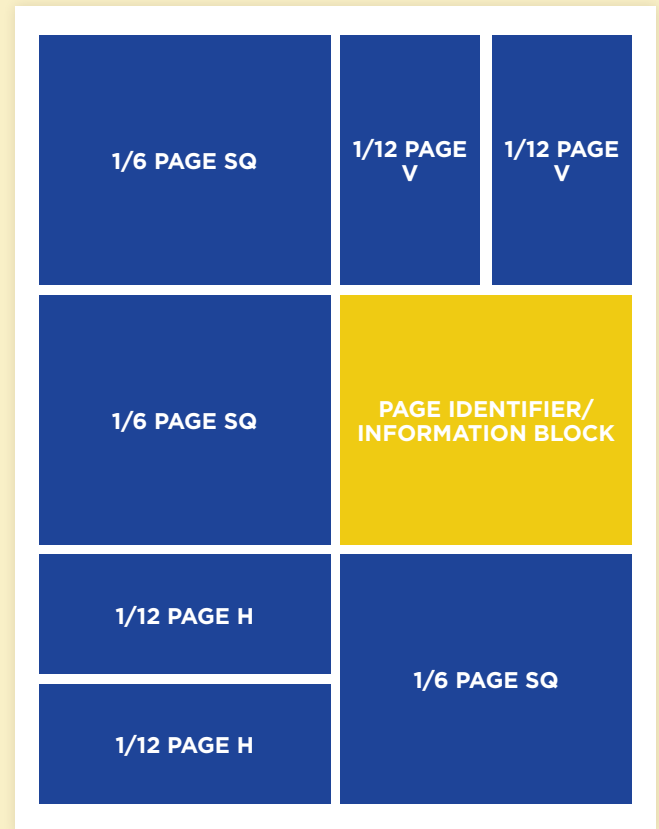 1/6 PAGE SQ
1/12 PAGE
V
1/12 PAGE
V
1/6 PAGE SQ
PAGE IDENTIFIER/
INFORMATION BLOCK
1/12 PAGE H
1/6 PAGE SQ
1/12 PAGE H